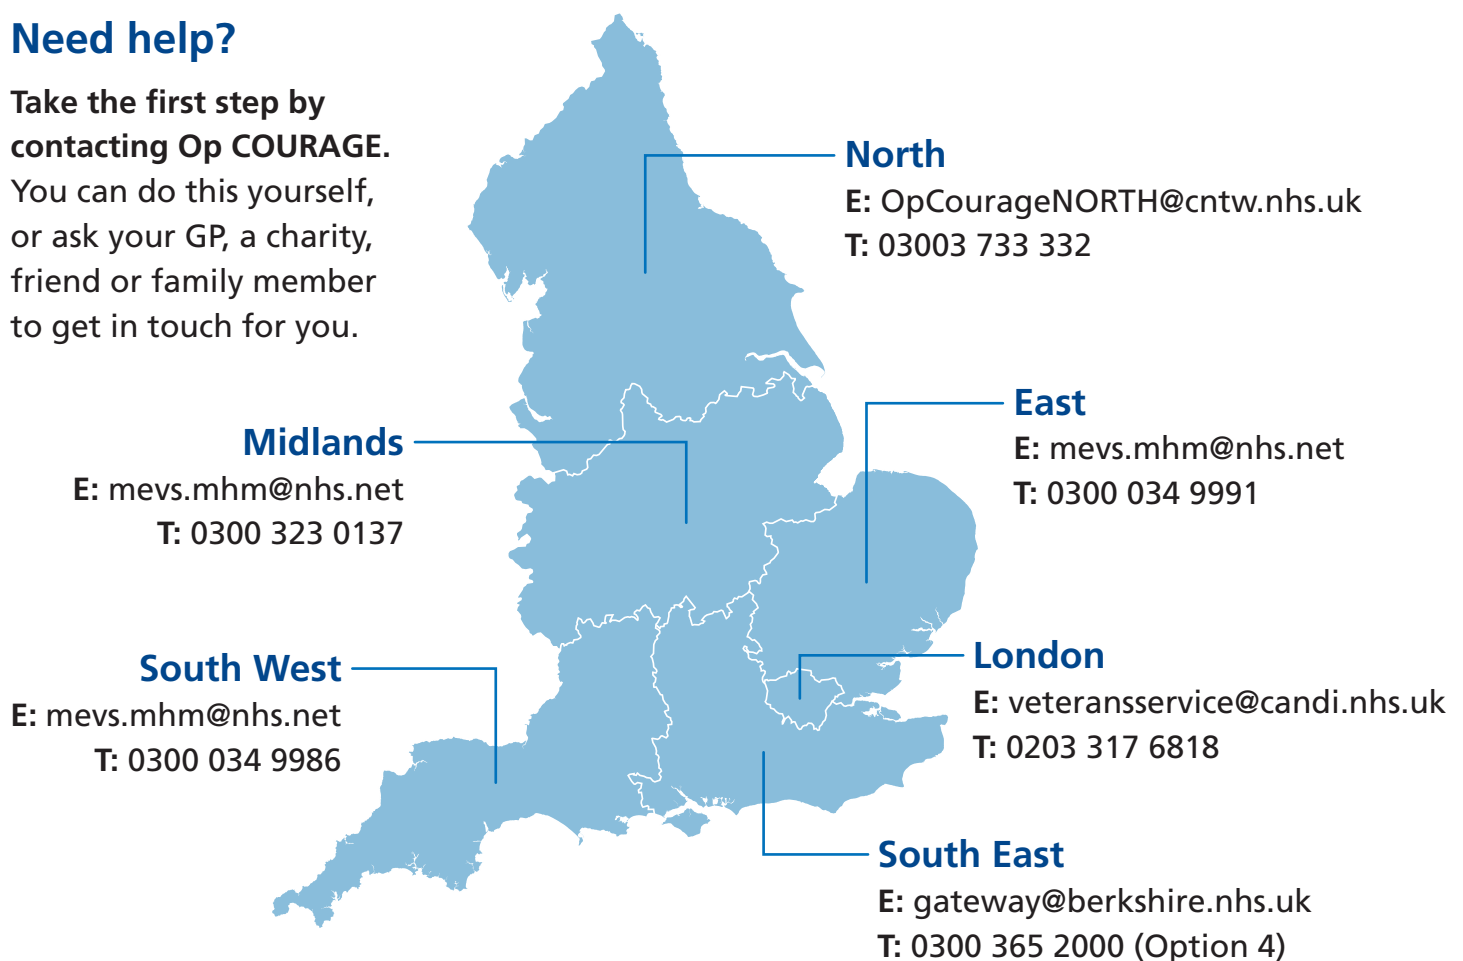 Need help?
Take the first step by
contacting Op COURAGE.
You can do this yourself,
or ask your GP, a charity,
friend or family member
to get in touch for you.
North
E: OpCourageNORTH@cntw.nhs.uk
T: 03003 733 332
East
E: mevs.mhm@nhs.net
T: 0300 034 9991
Midlands
E: mevs.mhm@nhs.net
T: 0300 323 0137
London
E: veteransservice@candi.nhs.uk
T: 0203 317 6818
South West
E: mevs.mhm@nhs.net
T: 0300 034 9986
South East
E: gateway@berkshire.nhs.uk
T: 0300 365 2000 (Option 4)